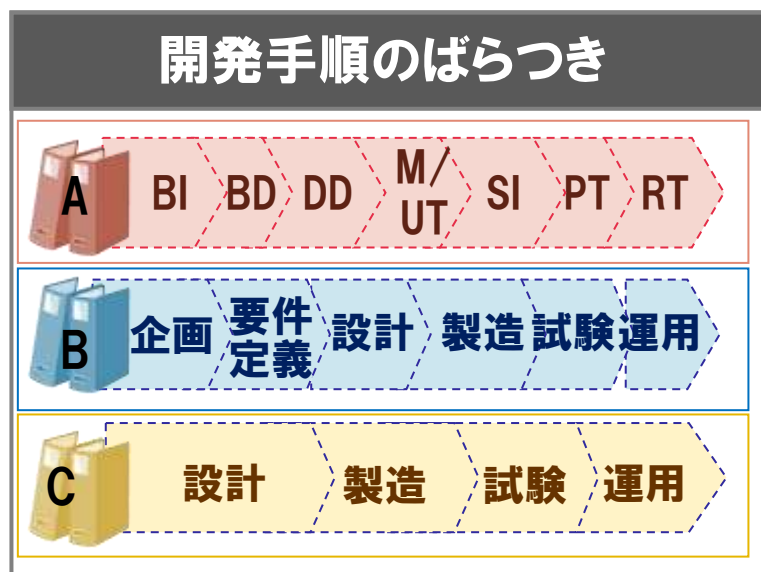 開発手順のばらつき
A
BI BD DD M/ SI PT RT
UT
B
企画 要件 設計 製造 試験 運用
定義
C
設計 製造 試験 運用